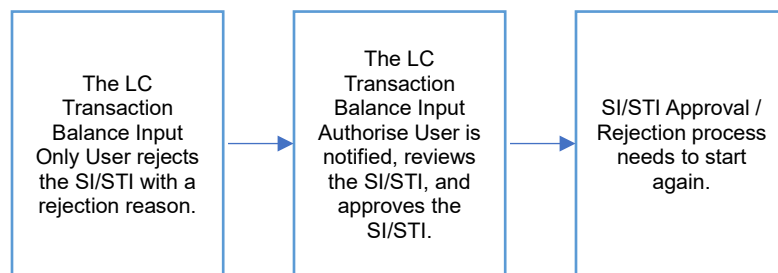 The LC
Transaction
Balance Input
Only User rejects
the SI/STI with a
rejection reason.
The LC
Transaction
Balance Input
Authorise User is
notified, reviews
the SI/STI, and
approves the
SI/STI.
SI/STI Approval /
Rejection process
needs to start
again.